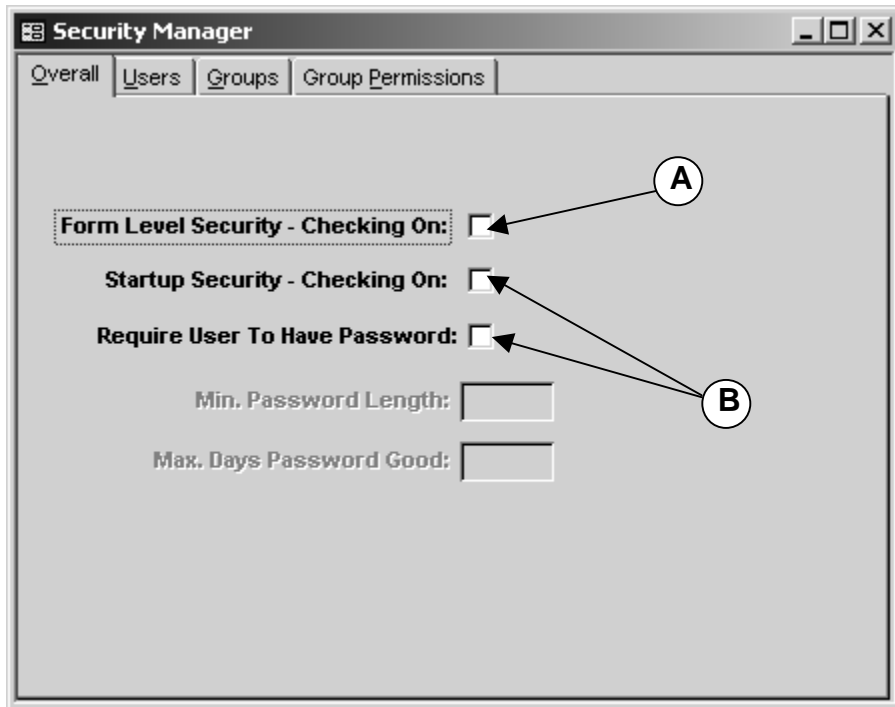 Security Manager
Overall Users Groups Group Permissions
A
Form Level Security - Checking On:
Startup Security - Checking On:
Require User To Have Password:
B
Min. Password Length:
Max. Days Password Good: